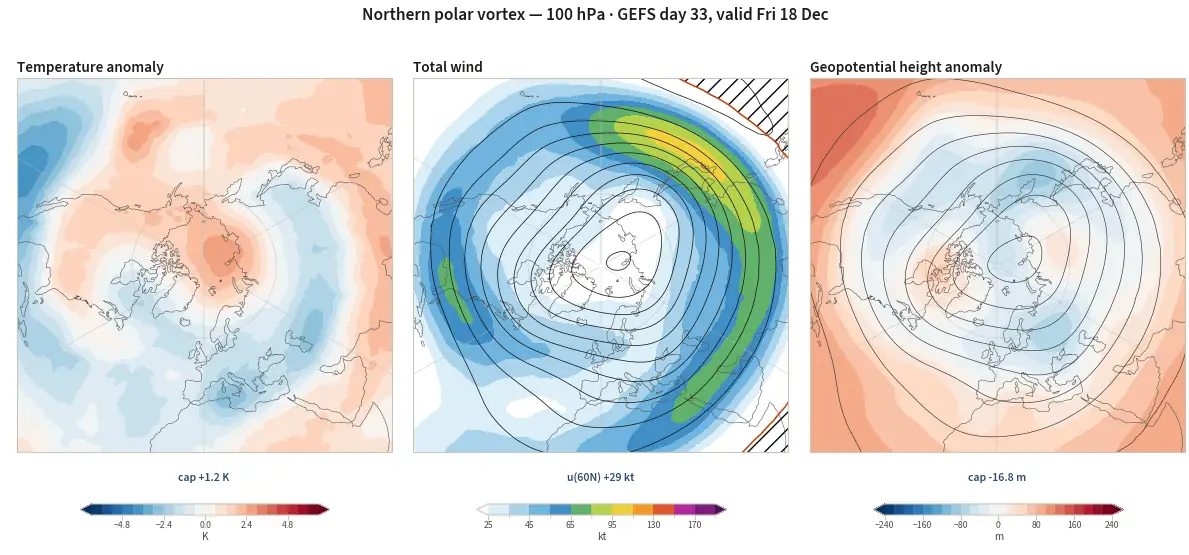 Northern polar vortex — 100 hPa · GEFS day 33, valid Fri 18 Dec
Temperature anomaly
Total wind
Geopotential height anomaly
cap +1.2 K
u(60N) +29 kt
cap -16.8 m
−4.8 −2.4 0.0 2.4 4.8
K
25 45 65 95 130 170
kt
−240 −160 −80 0 80 160 240
m